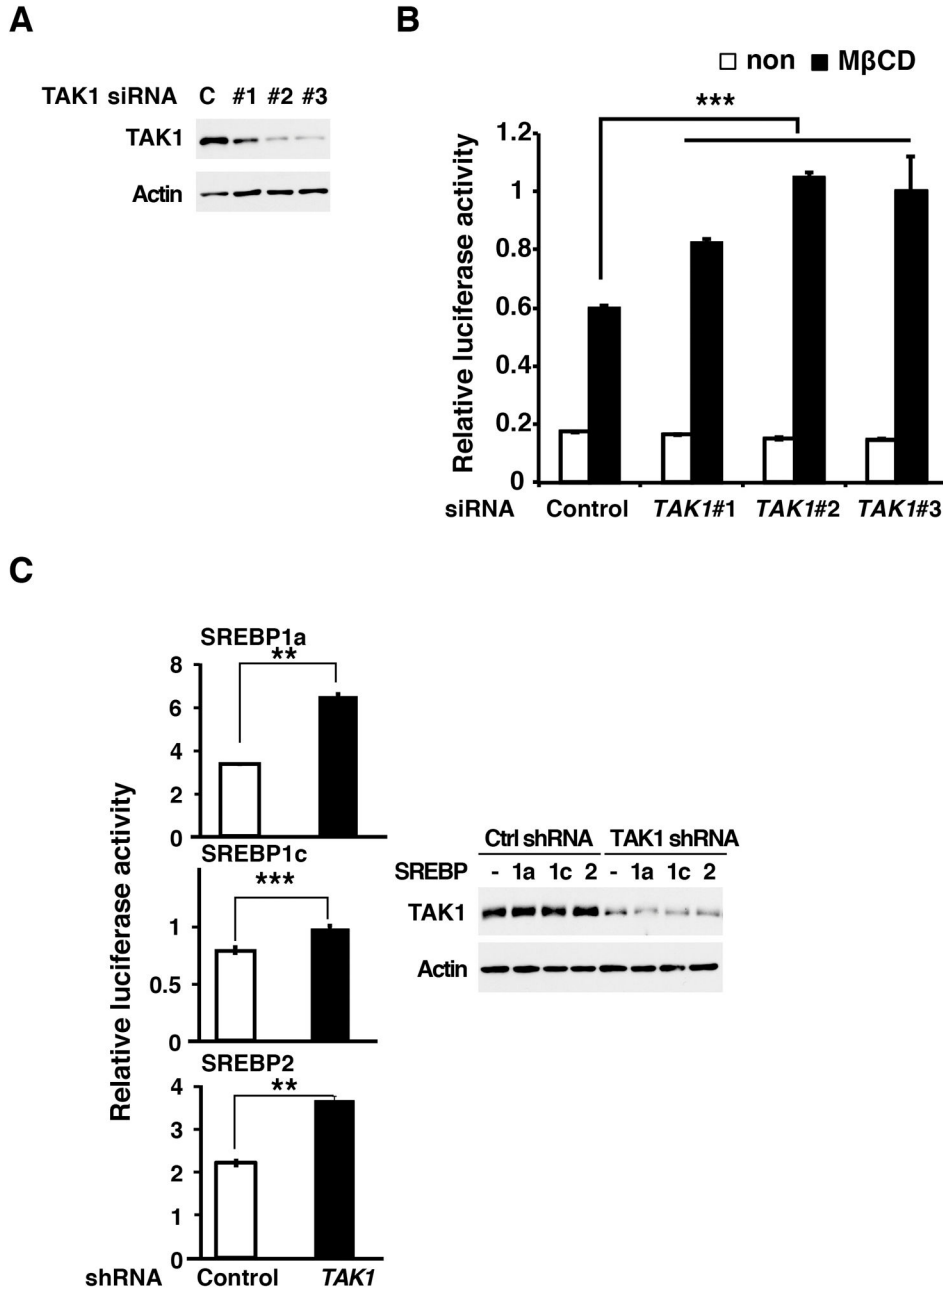 A
TAK1 siRNA C #1 #2 #3
TAK1
Actin
B
non MβCD
***
Relative luciferase activity
1.2
1
0.8
0.6
0.4
0.2
0
siRNA Control TAK1#1 TAK1#2 TAK1#3
C
Relative luciferase activity
SREBP1a
**
8
6
4
2
0
SREBP1c
***
1
0.5
0
SREBP2
**
4
3
2
1
0
shRNA Control TAK1
Ctrl shRNA TAK1 shRNA
SREBP - 1a 1c 2 - 1a 1c 2
TAK1
Actin